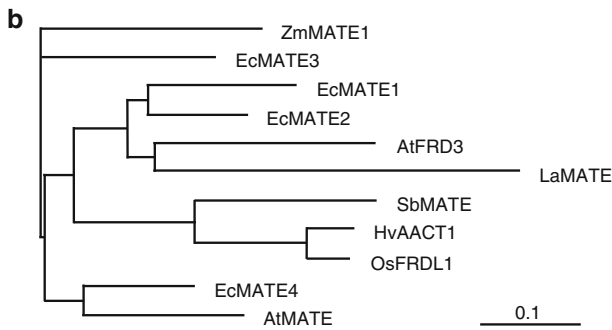 b
ZmMATE1
EcMATE3
EcMATE1
EcMATE2
AtFRD3
LaMATE
SbMATE
HvAACT1
OsFRDL1
EcMATE4
AtMATE
0.1